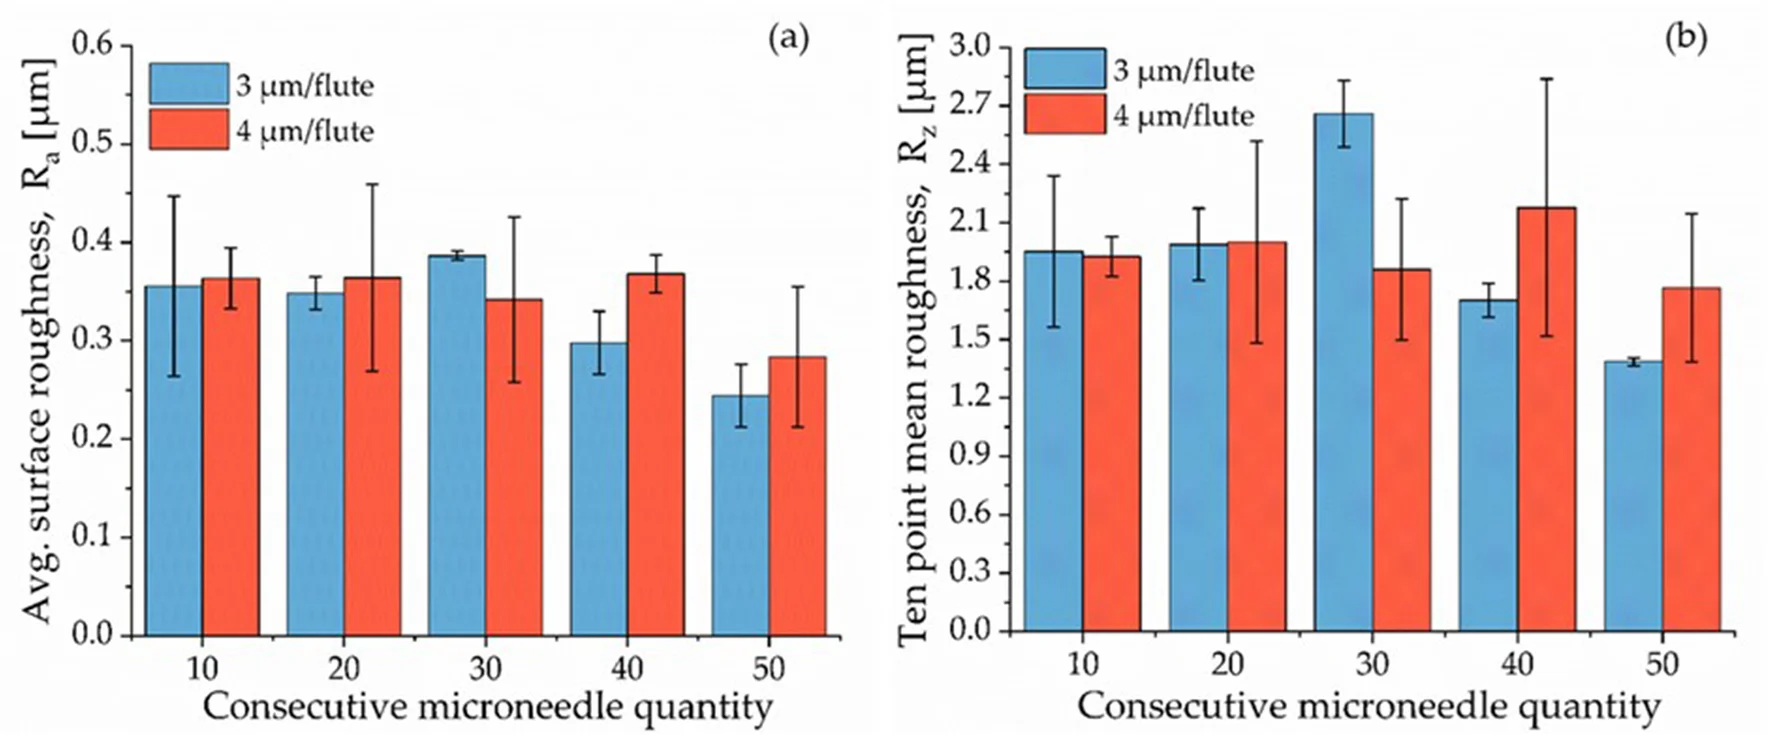 (a)
3 μm/flute
4 μm/flute
Avg. surface roughness, Ra [μm]
0.6
0.5
0.4
0.3
0.2
0.1
0.0
10 20 30 40 50
Consecutive microneedle quantity
(b)
3 μm/flute
4 μm/flute
Ten point mean roughness, Rz [μm]
3.0
2.7
2.4
2.1
1.8
1.5
1.2
0.9
0.6
0.3
0.0
10 20 30 40 50
Consecutive microneedle quantity